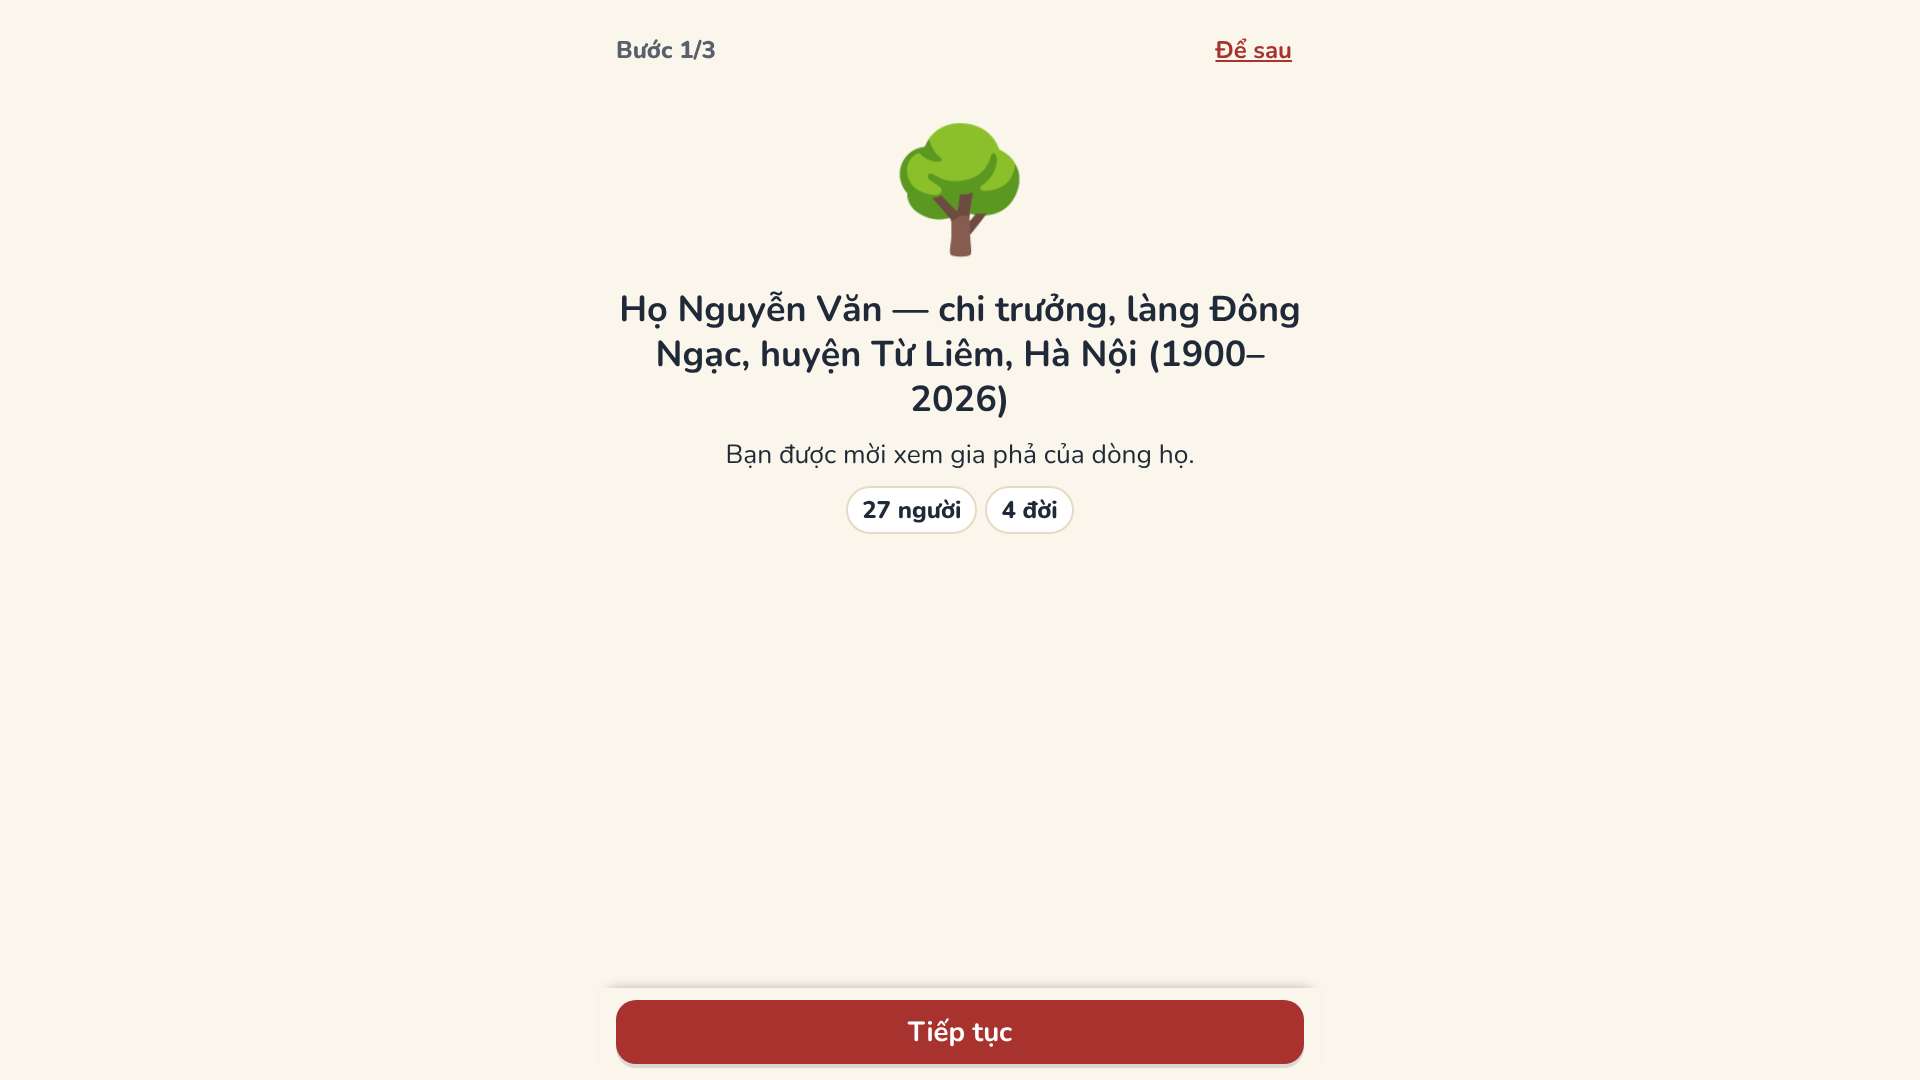 Bước 1/3
Để sau
Họ Nguyễn Văn — chi trưởng, làng Đông
Ngạc, huyện Từ Liêm, Hà Nội (1900–
2026)
Bạn được mời xem gia phả của dòng họ.
27 người
4 đời
Tiếp tục